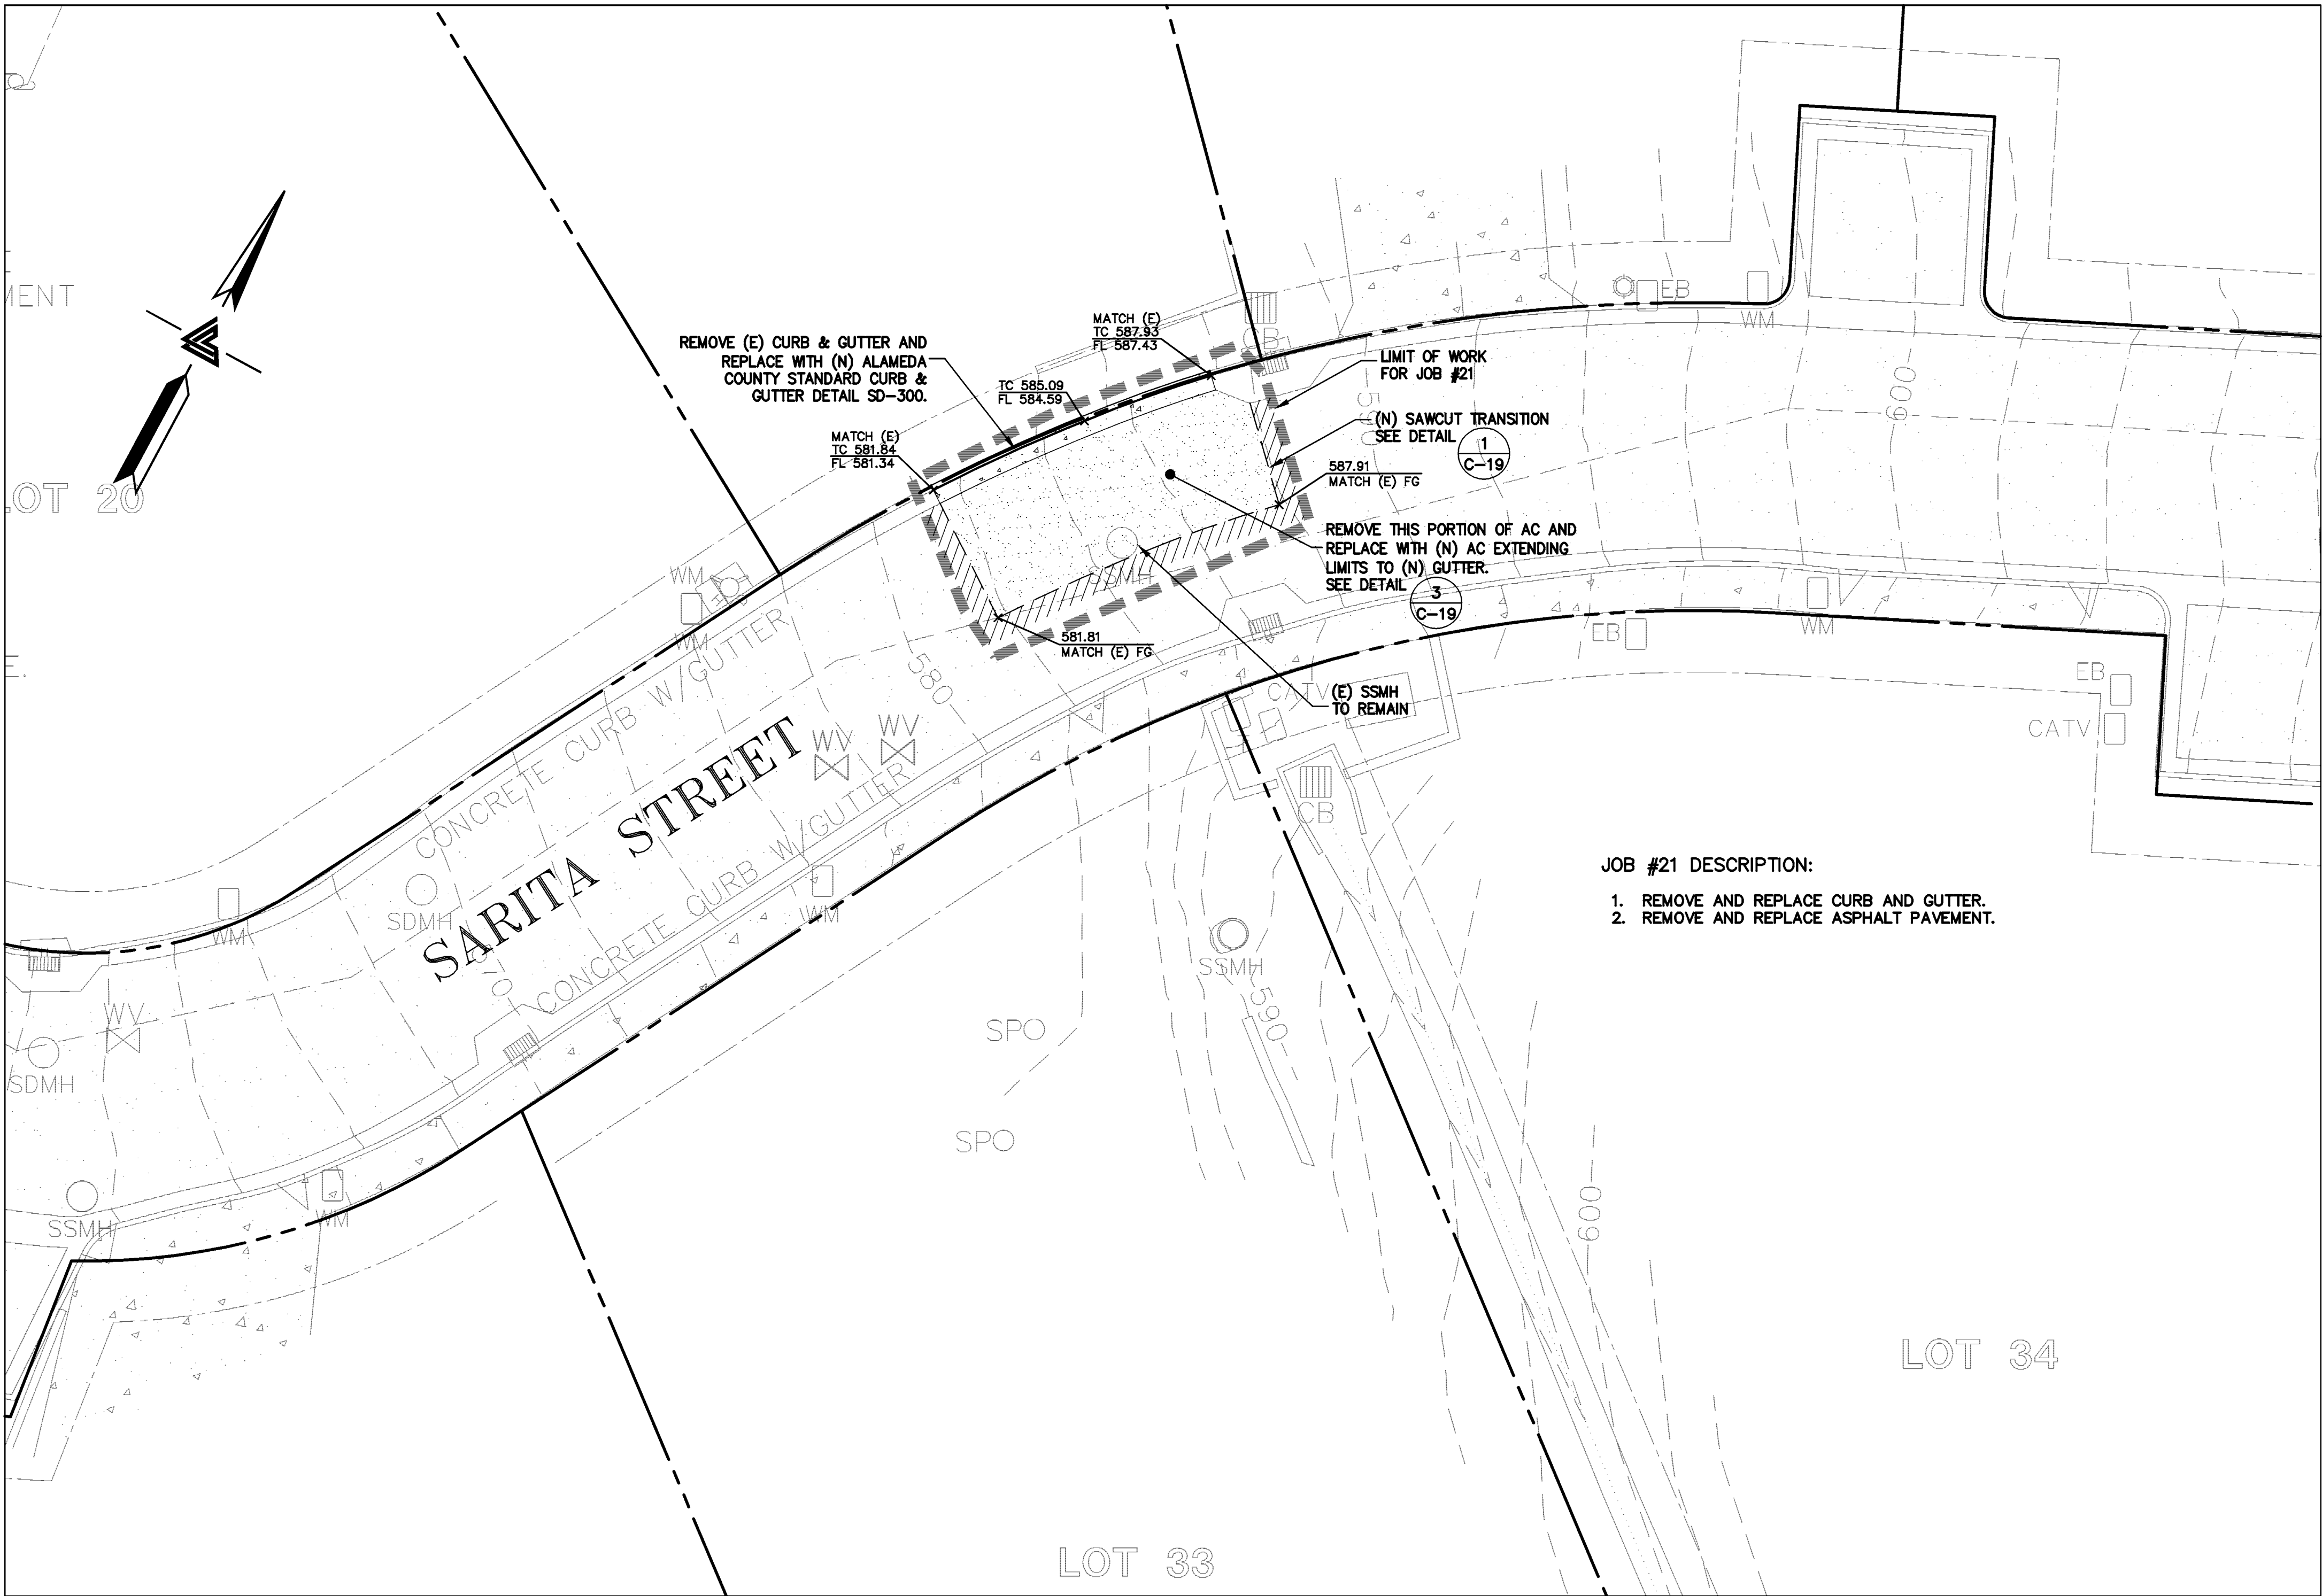 MENT
LOT 20
REMOVE (E) CURB & GUTTER AND
REPLACE WITH (N) ALAMEDA
COUNTY STANDARD CURB &
GUTTER DETAIL SD-300.
MATCH (E)
TC 587.93
FL 587.43
TC 585.09
FL 584.59
MATCH (E)
TC 581.84
FL 581.34
CB
LIMIT OF WORK
FOR JOB #21
590
(N) SAWCUT TRANSITION
SEE DETAIL
1
C-19
587.91
MATCH (E) FG
REMOVE THIS PORTION OF AC AND
REPLACE WITH (N) AC EXTENDING
LIMITS TO (N) GUTTER.
SEE DETAIL
3
C-19
581.81
MATCH (E) FG
(E) SSMH
TO REMAIN
SSMH
EB
WM
600
EB
WM
EB
CATV
CATV
CB
WM
WM
WM
580
CONCRETE CURB W/GUTTER
SARITA STREET
WV
WV
CONCRETE CURB W/GUTTER
SDMH
WM
WM
570
WV
SDMH
SSMH
WM
SSMH
590
SPO
SPO
600
JOB #21 DESCRIPTION:
1. REMOVE AND REPLACE CURB AND GUTTER.
2. REMOVE AND REPLACE ASPHALT PAVEMENT.
LOT 34
LOT 33